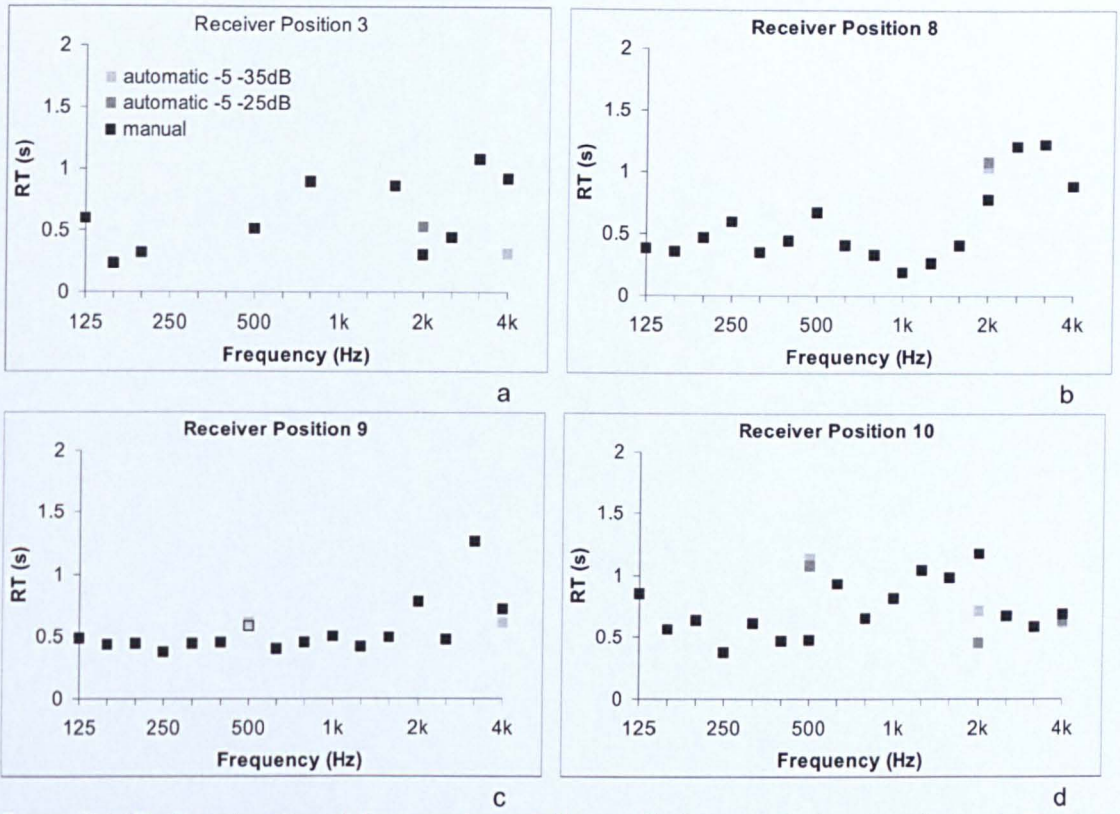 Receiver Position 3
2
1.5
1
0.5
0
RT (s)
automatic -5 -35dB
automatic -5 -25dB
manual
125 250 500 1k 2k 4k
Frequency (Hz)
a
Receiver Position 8
2
1.5
1
0.5
0
RT (s)
125 250 500 1k 2k 4k
Frequency (Hz)
b
Receiver Position 9
2
1.5
1
0.5
0
RT (s)
125 250 500 1k 2k 4k
Frequency (Hz)
c
Receiver Position 10
2
1.5
1
0.5
0
RT (s)
125 250 500 1k 2k 4k
Frequency (Hz)
d